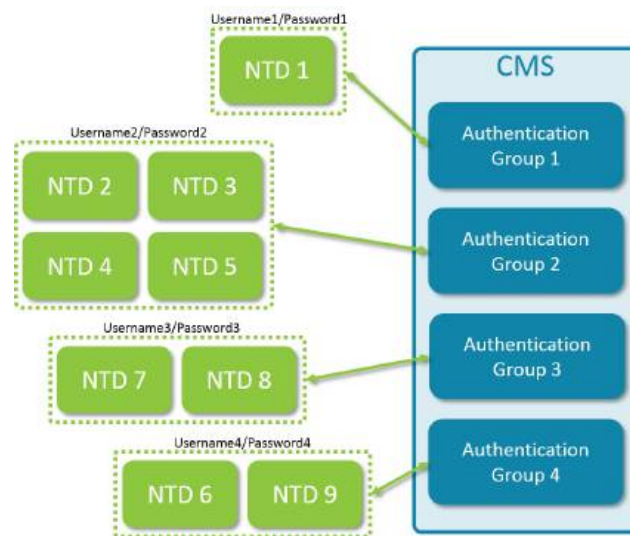 Username1/Password1
NTD 1
Username2/Password2
NTD 2
NTD 3
NTD 4
NTD 5
Username3/Password3
NTD 7
NTD 8
Username4/Password4
NTD 6
NTD 9
CMS
Authentication
Group 1
Authentication
Group 2
Authentication
Group 3
Authentication
Group 4